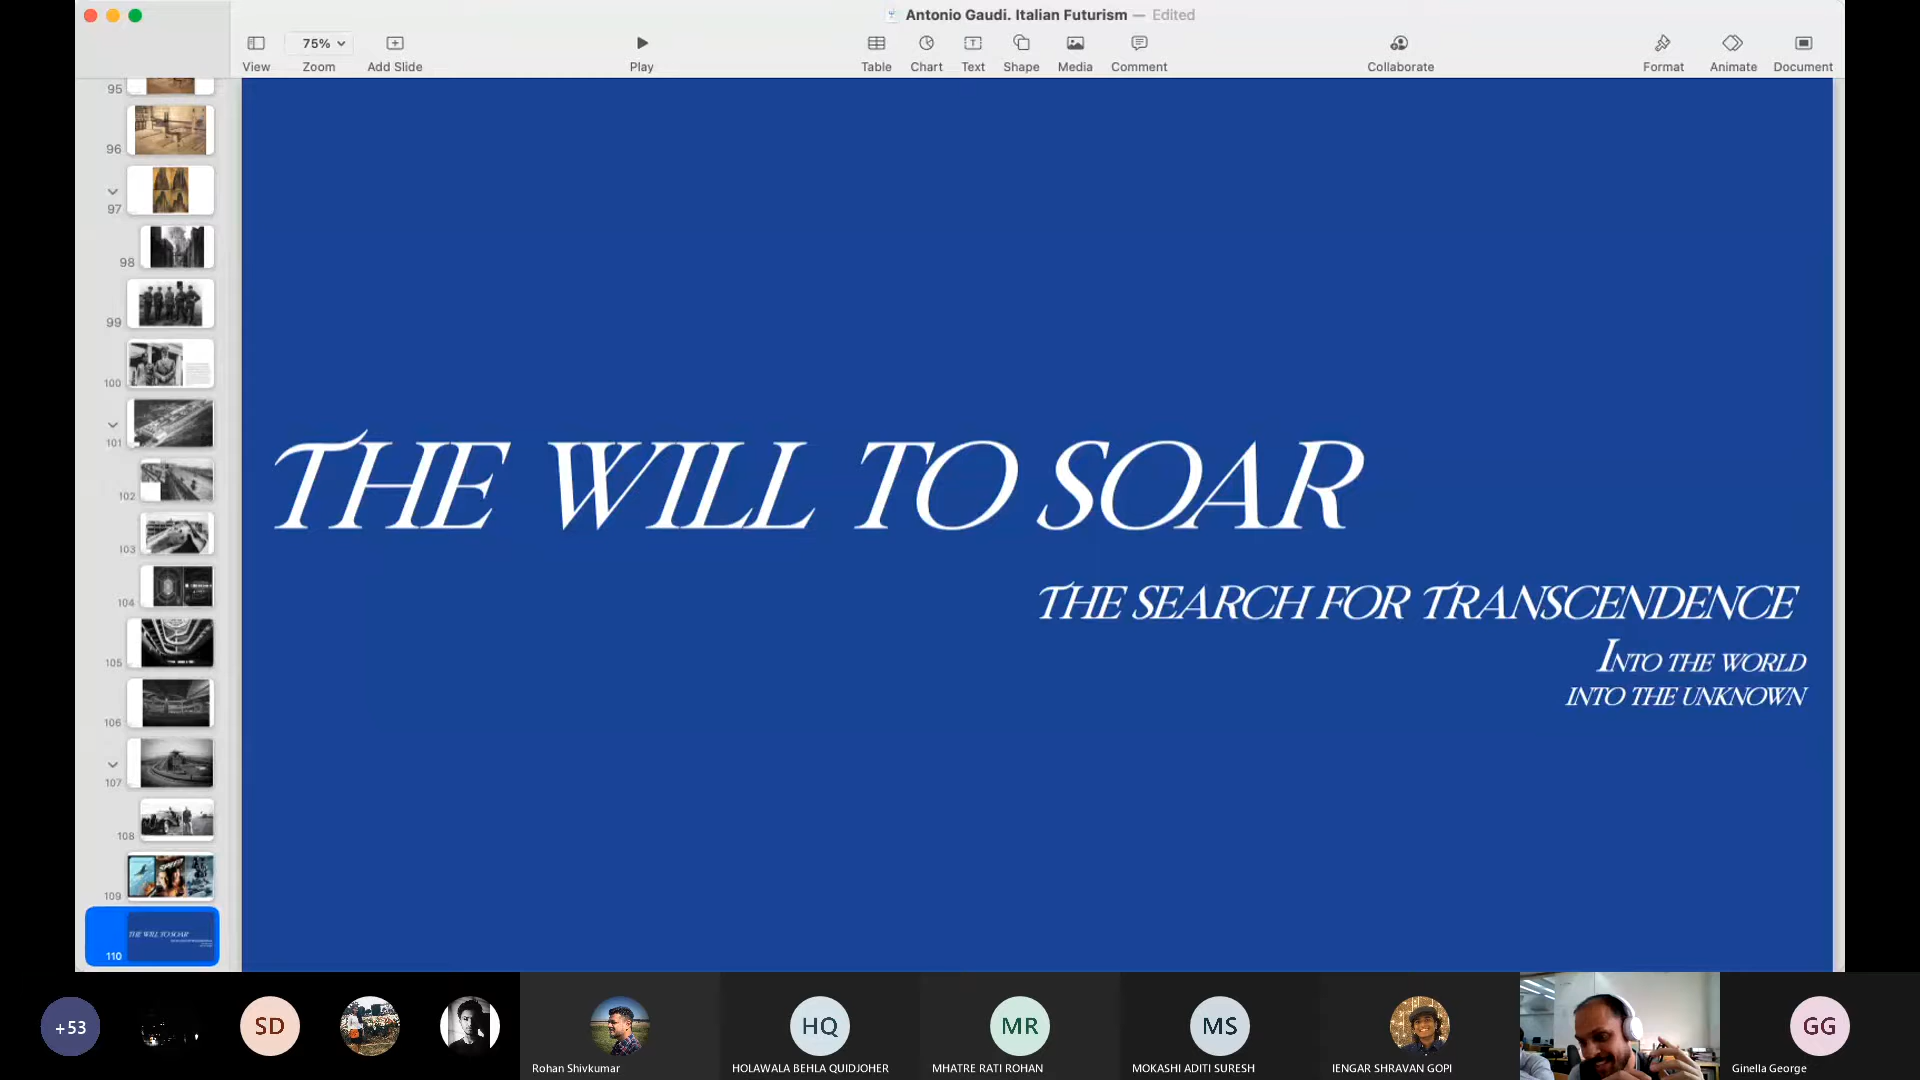 Antonio Gaudi. Italian Futurism — Edited
75%
View Zoom Add Slide Play Table Chart Text Shape Media Comment Collaborate Format Animate Document
95
96
97
98
99
100
101
102
103
104
105
106
107
108
109
110
THE WILL TO SOAR
THE SEARCH FOR TRANSCENDENCE
INTO THE WORLD
INTO THE UNKNOWN
+53
SD
HQ
MR
MS
GG
Rohan Shivkumar
HOLAWALA BEHLA QUIDJOHER
MHATRE RATI ROHAN
MOKASHI ADITI SURESH
IENGAR SHRAVAN GOPI
Ginella George